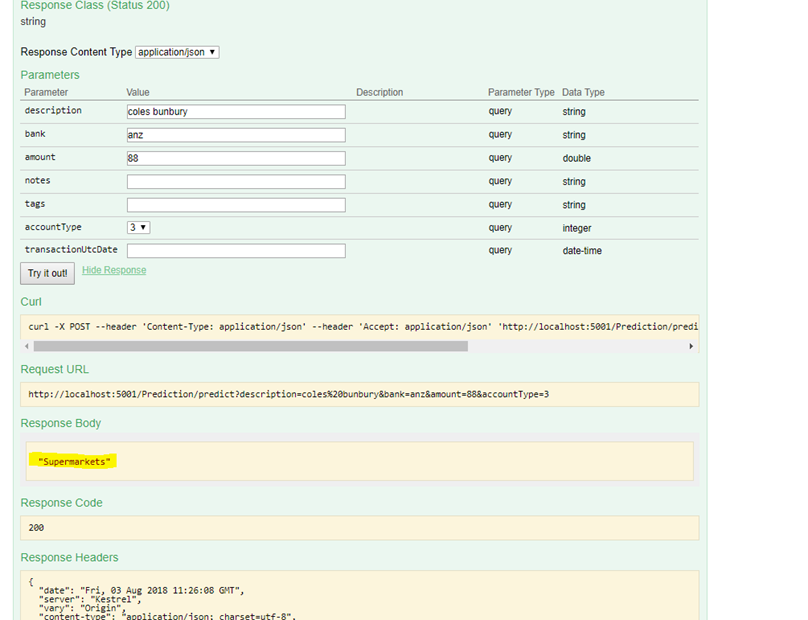 Response Class (Status 200)
string
Response Content Type application/json
Parameters
Parameter Value Description Parameter Type Data Type
description coles bunbury query string
bank anz query string
amount 88 query double
notes query string
tags query string
accountType 3 query integer
transactionUtcDate query date-time
Try it out! Hide Response
Curl
curl -X POST --header 'Content-Type: application/json' --header 'Accept: application/json' 'http://localhost:5001/Prediction/predi
Request URL
http://localhost:5001/Prediction/predict?description=coles%20bunbury&bank=anz&amount=88&accountType=3
Response Body
"Supermarkets"
Response Code
200
Response Headers
{
"date": "Fri, 03 Aug 2018 11:26:08 GMT",
"server": "Kestrel",
"vary": "Origin",
"content-type": "application/json; charset=utf-8",